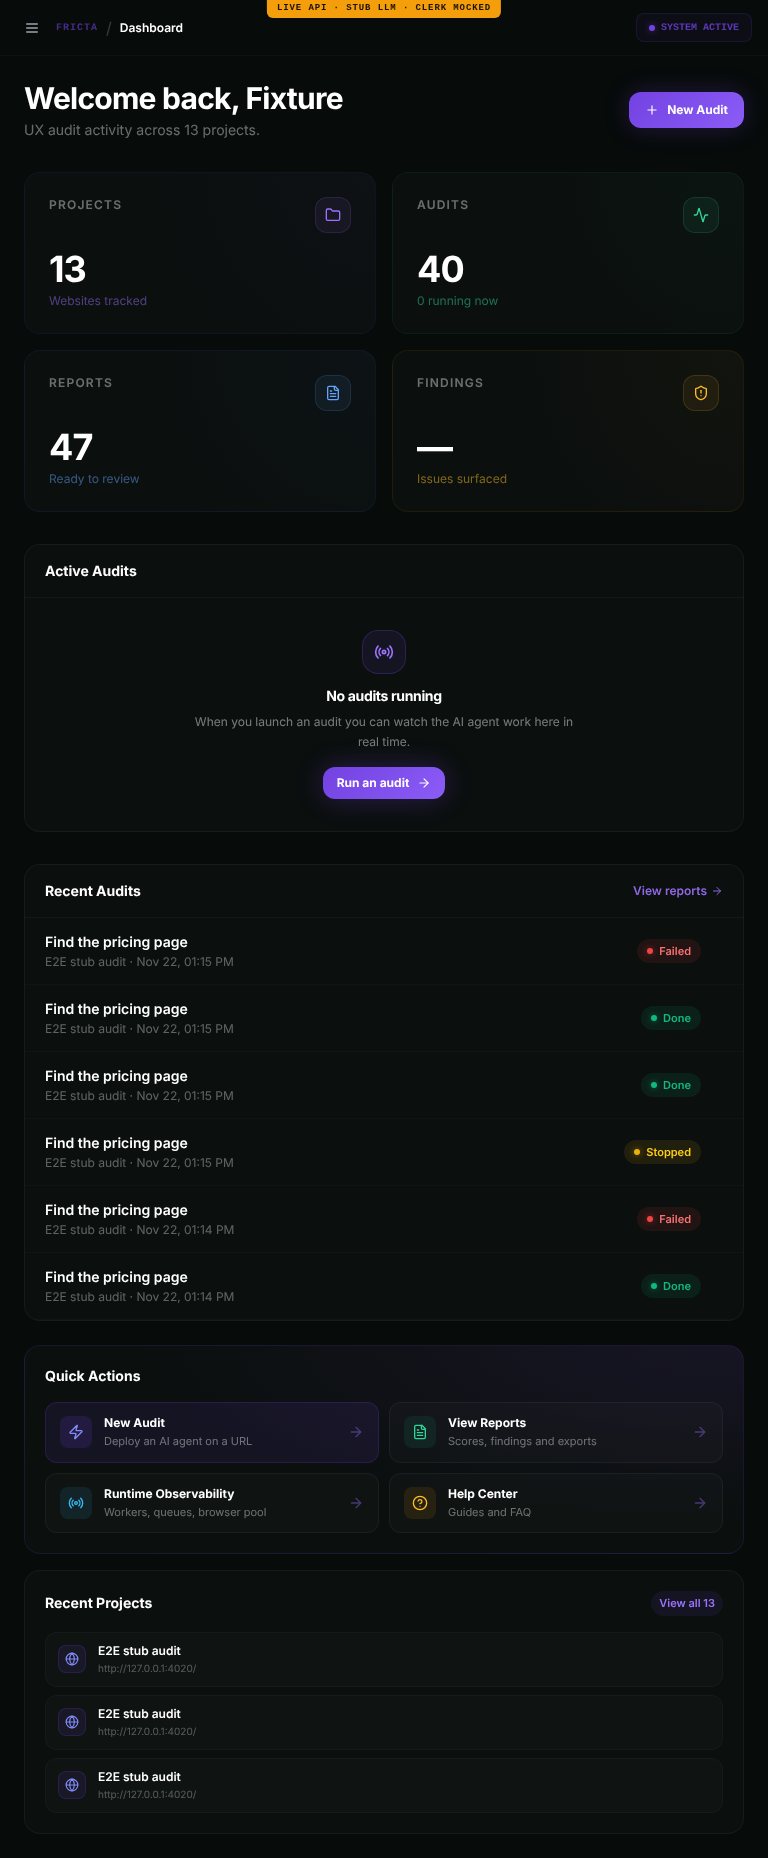 LIVE API · STUB LLM · CLERK MOCKED
FRICTA / Dashboard
SYSTEM ACTIVE
Welcome back, Fixture
UX audit activity across 13 projects.
New Audit
PROJECTS
13
Websites tracked
AUDITS
40
0 running now
REPORTS
47
Ready to review
FINDINGS
—
Issues surfaced
Active Audits
No audits running
When you launch an audit you can watch the AI agent work here in
real time.
Run an audit
Recent Audits
View reports
Find the pricing page
E2E stub audit · Nov 22, 01:15 PM
Failed
Find the pricing page
E2E stub audit · Nov 22, 01:15 PM
Done
Find the pricing page
E2E stub audit · Nov 22, 01:15 PM
Done
Find the pricing page
E2E stub audit · Nov 22, 01:15 PM
Stopped
Find the pricing page
E2E stub audit · Nov 22, 01:14 PM
Failed
Find the pricing page
E2E stub audit · Nov 22, 01:14 PM
Done
Quick Actions
New Audit
Deploy an AI agent on a URL
View Reports
Scores, findings and exports
Runtime Observability
Workers, queues, browser pool
Help Center
Guides and FAQ
Recent Projects
View all 13
E2E stub audit
http://127.0.0.1:4020/
E2E stub audit
http://127.0.0.1:4020/
E2E stub audit
http://127.0.0.1:4020/